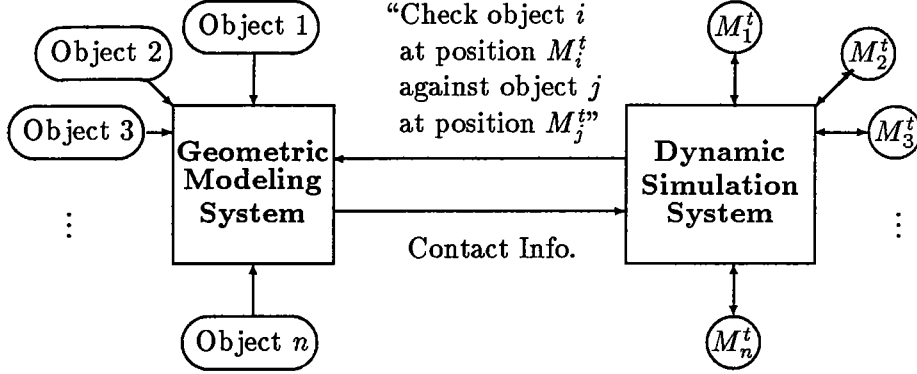 Object 1
Object 2
Object 3
⋮
Object n
Geometric
Modeling
System
“Check object i
at position M_i^t
against object j
at position M_j^t”
Contact Info.
Dynamic
Simulation
System
M_1^t
M_2^t
M_3^t
⋮
M_n^t